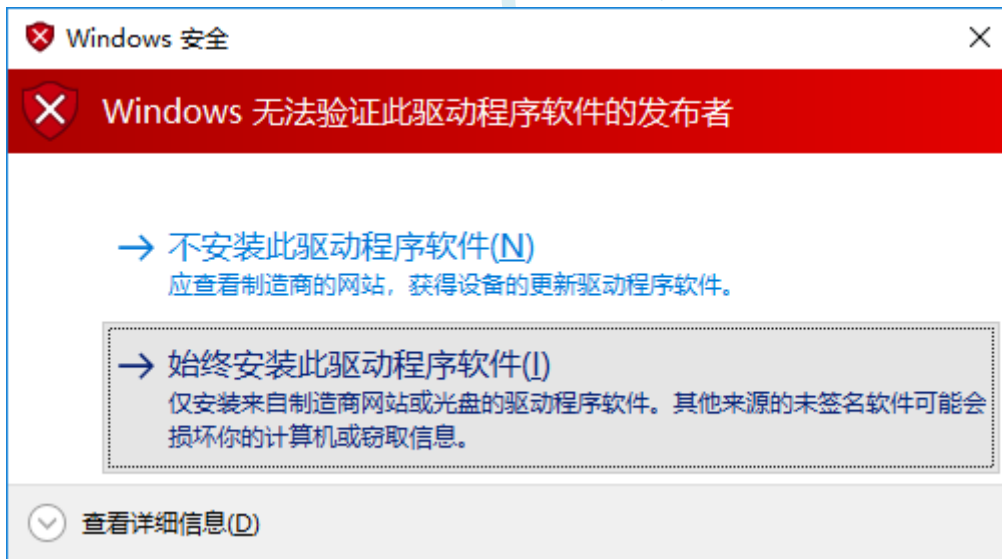 Windows 安全
Windows 无法验证此驱动程序软件的发布者
不安装此驱动程序软件(N)
应查看制造商的网站，获得设备的更新驱动程序软件。
始终安装此驱动程序软件(I)
仅安装来自制造商网站或光盘的驱动程序软件。其他来源的未签名软件可能会
损坏你的计算机或窃取信息。
查看详细信息(D)